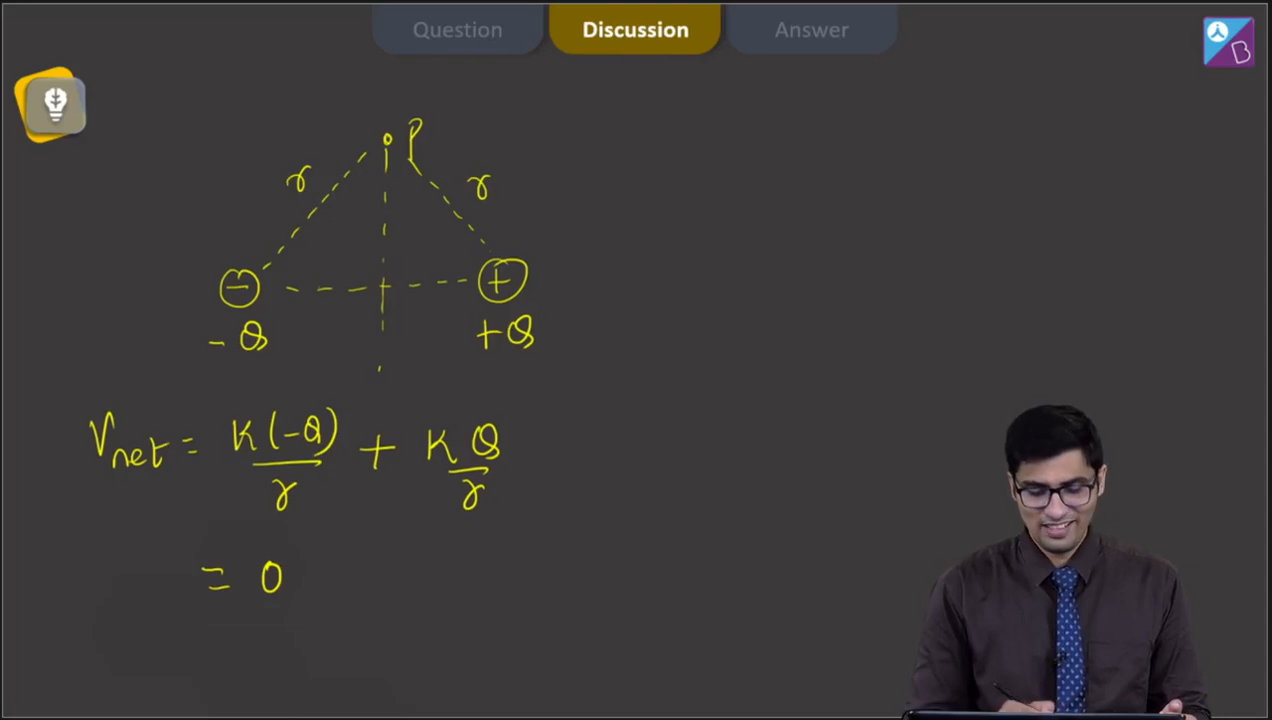 Question Discussion Answer
B
P
r r
− +
-Q +Q
Vnet = K(-Q)/r + KQ/r
= 0